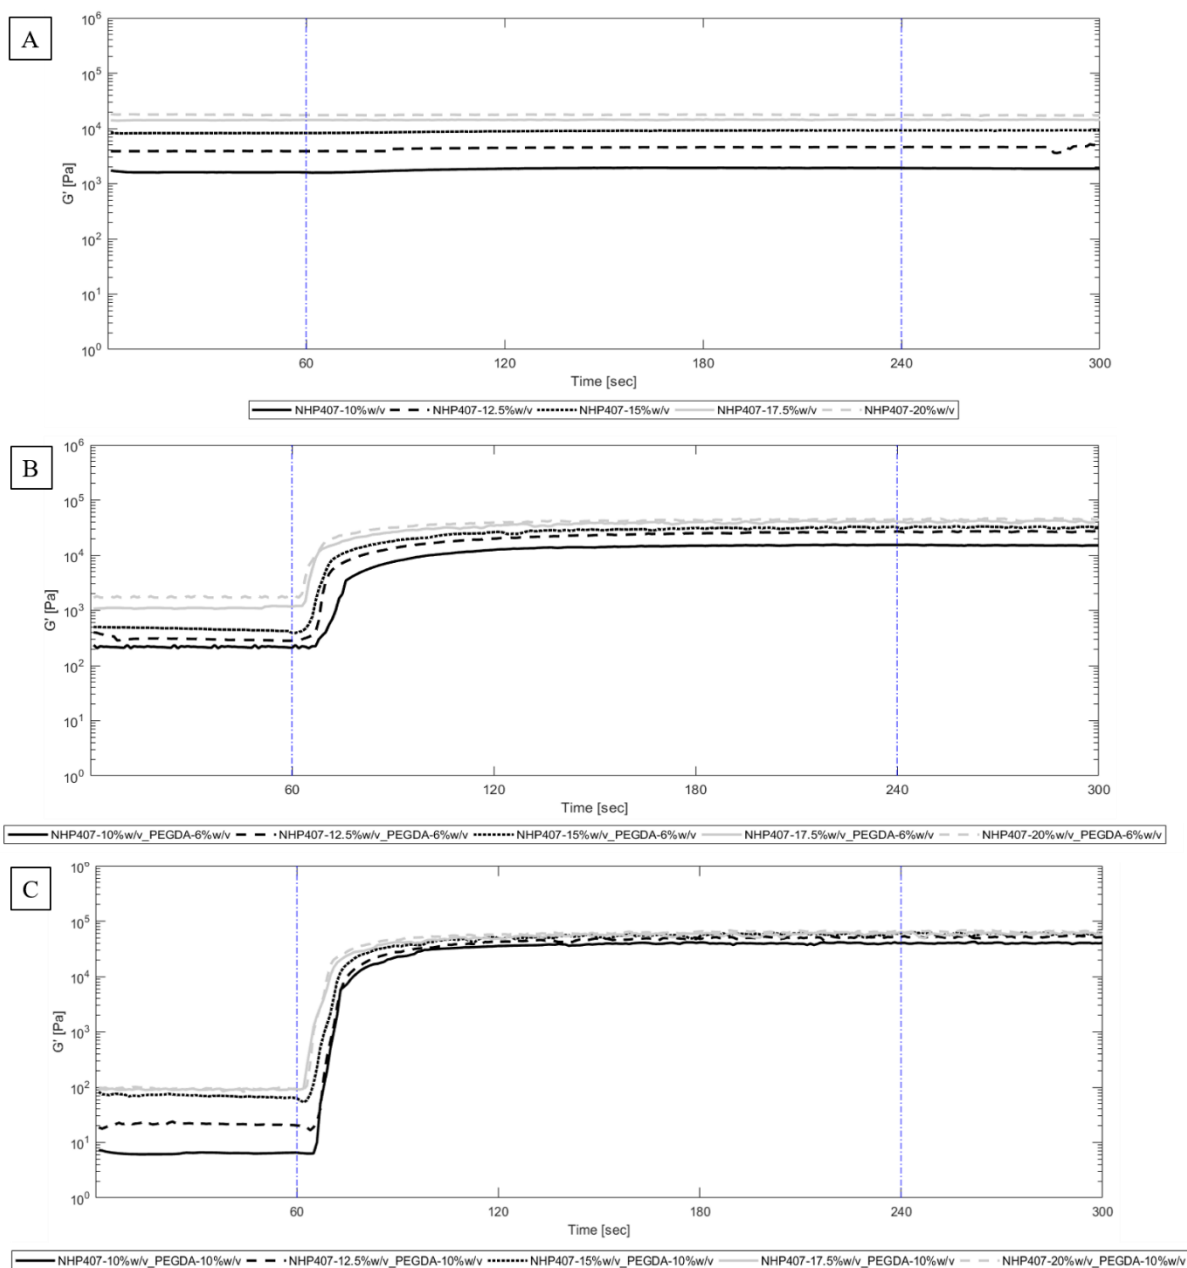 A
10^6
10^5
10^4
10^3
10^2
10^1
10^0
G' [Pa]
60 120 180 240 300
Time [sec]
NHP407-10%w/v NHP407-12.5%w/v NHP407-15%w/v NHP407-17.5%w/v NHP407-20%w/v
B
10^6
10^5
10^4
10^3
10^2
10^1
10^0
G' [Pa]
60 120 180 240 300
Time [sec]
NHP407-10%w/v_PEGDA-6%w/v NHP407-12.5%w/v_PEGDA-6%w/v NHP407-15%w/v_PEGDA-6%w/v NHP407-17.5%w/v_PEGDA-6%w/v NHP407-20%w/v_PEGDA-6%w/v
C
10^6
10^5
10^4
10^3
10^2
10^1
10^0
G' [Pa]
60 120 180 240 300
Time [sec]
NHP407-10%w/v_PEGDA-10%w/v NHP407-12.5%w/v_PEGDA-10%w/v NHP407-15%w/v_PEGDA-10%w/v NHP407-17.5%w/v_PEGDA-10%w/v NHP407-20%w/v_PEGDA-10%w/v